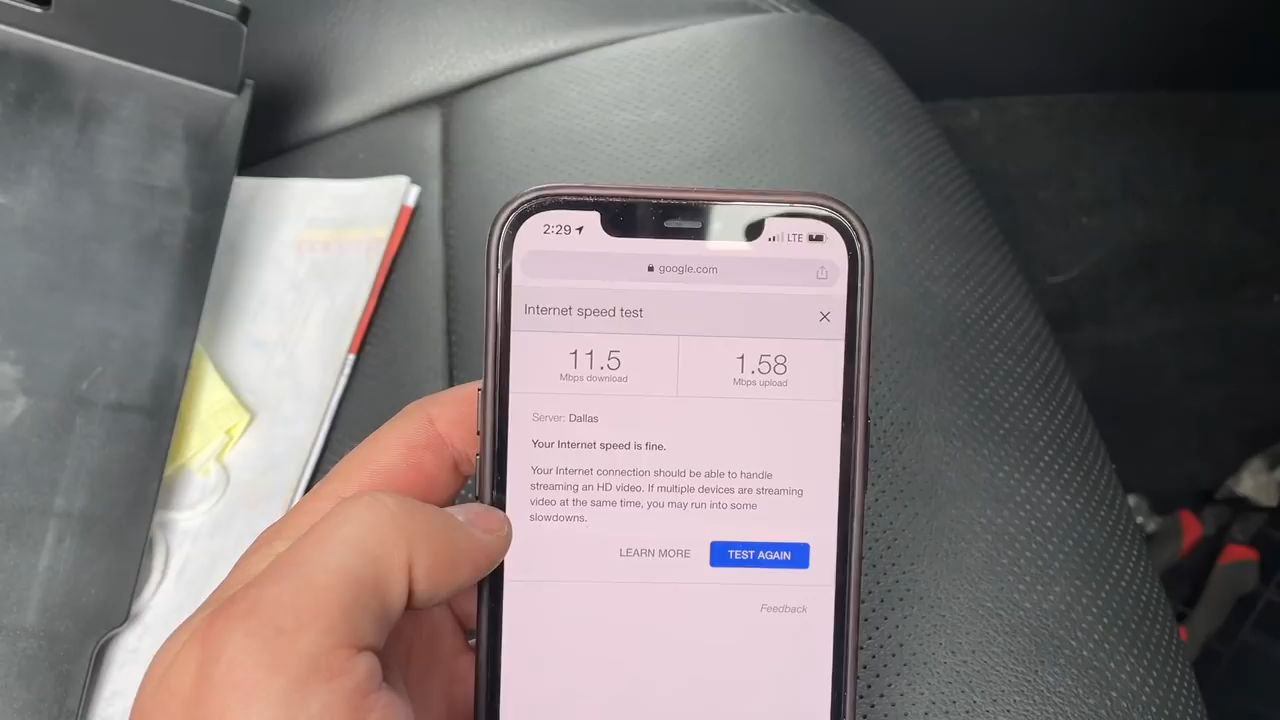 2:29
LTE
google.com
Internet speed test
11.5
Mbps download
1.58
Mbps upload
Server: Dallas
Your Internet speed is fine.
Your Internet connection should be able to handle
streaming an HD video. If multiple devices are streaming
video at the same time, you may run into some
slowdowns.
LEARN MORE
TEST AGAIN
Feedback